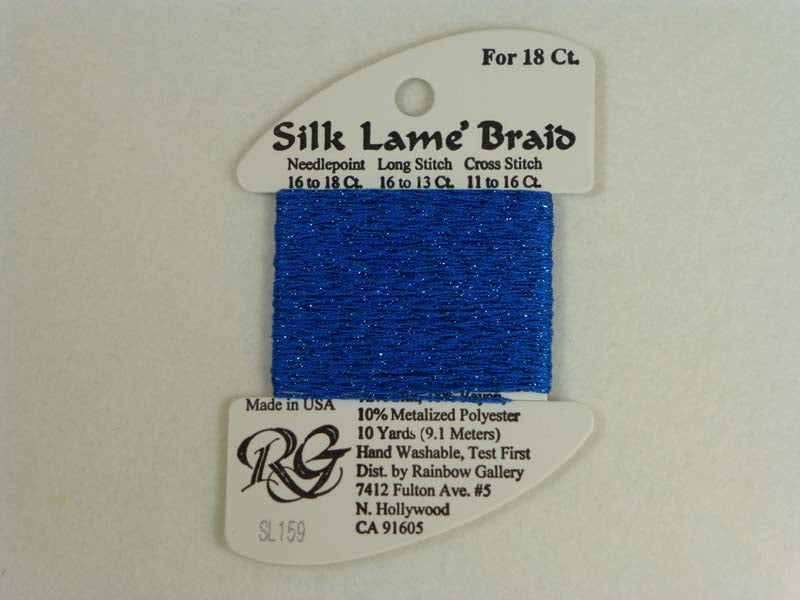 For 18 Ct.
Silk Lame' Braid
Needlepoint Long Stitch Cross Stitch
16 to 18 Ct. 16 to 13 Ct. 11 to 16 Ct.
Made in USA
10% Metalized Polyester
10 Yards (9.1 Meters)
Hand Washable, Test First
RG
Dist. by Rainbow Gallery
7412 Fulton Ave. #5
N. Hollywood
SL159
CA 91605